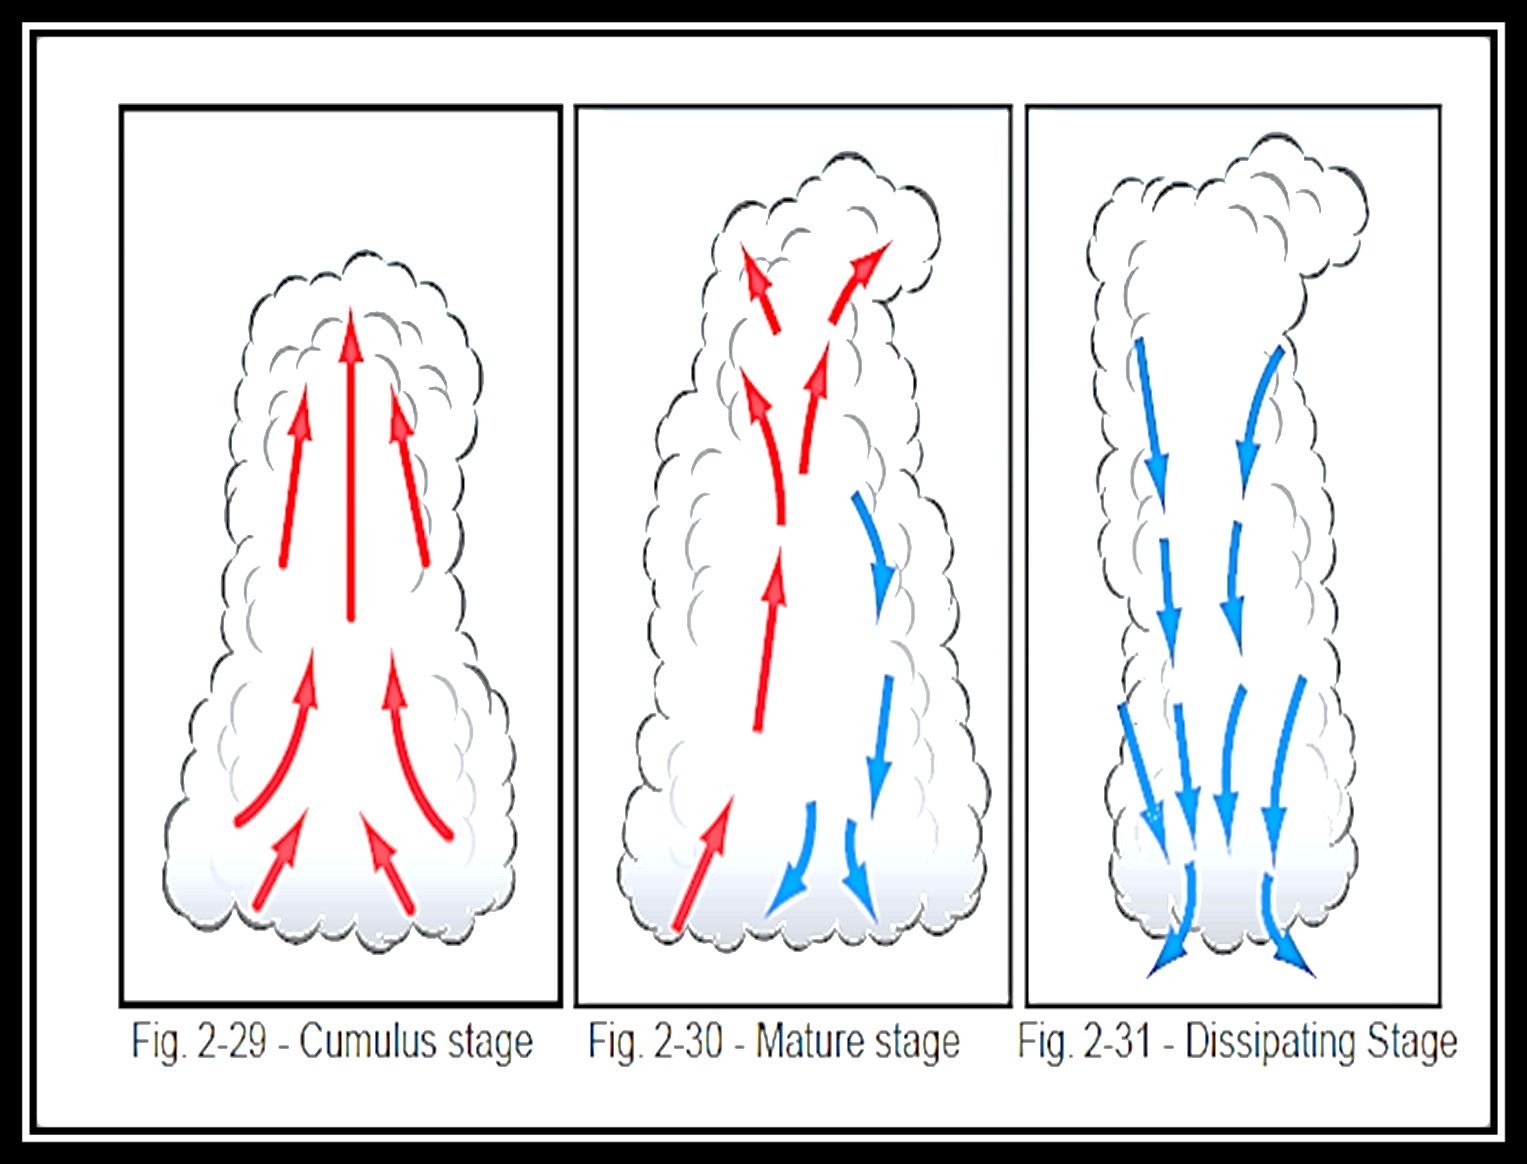 Fig. 2-29 - Cumulus stage
Fig. 2-30 - Mature stage
Fig. 2-31 - Dissipating Stage